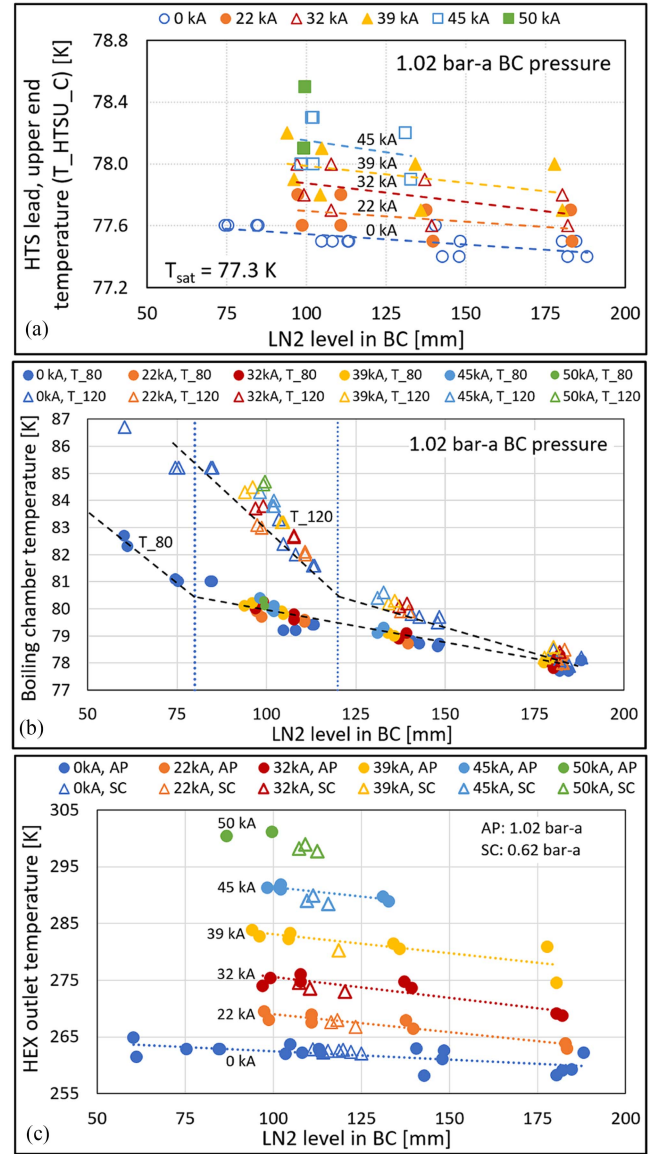 0 kA 22 kA 32 kA 39 kA 45 kA 50 kA
78.8
1.02 bar-a BC pressure
78.4
45 kA
39 kA
78.0
32 kA
22 kA
77.6
0 kA
T_sat = 77.3 K
77.2
50 75 100 125 150 175 200
LN2 level in BC [mm]
HTS lead, upper end
temperature (T_HTSU_C) [K]
(a)
0 kA, T_80 22kA, T_80 32kA, T_80 39kA, T_80 45kA, T_80 50kA, T_80
0kA, T_120 22kA, T_120 32kA, T_120 39kA, T_120 45kA, T_120 50kA, T_120
87
86
1.02 bar-a BC pressure
85
84
83
T_120
82
T_80
81
80
79
78
77
50 75 100 125 150 175 200
LN2 level in BC [mm]
Boiling chamber temperature [K]
(b)
0kA, AP 22kA, AP 32kA, AP 39kA, AP 45kA, AP 50kA, AP
0kA, SC 22kA, SC 32kA, SC 39kA, SC 45kA, SC 50kA, SC
305
50 kA
AP: 1.02 bar-a
SC: 0.62 bar-a
295
45 kA
285
39 kA
32 kA
275
22 kA
265
0 kA
255
50 75 100 125 150 175 200
LN2 level in BC [mm]
HEX outlet temperature [K]
(c)